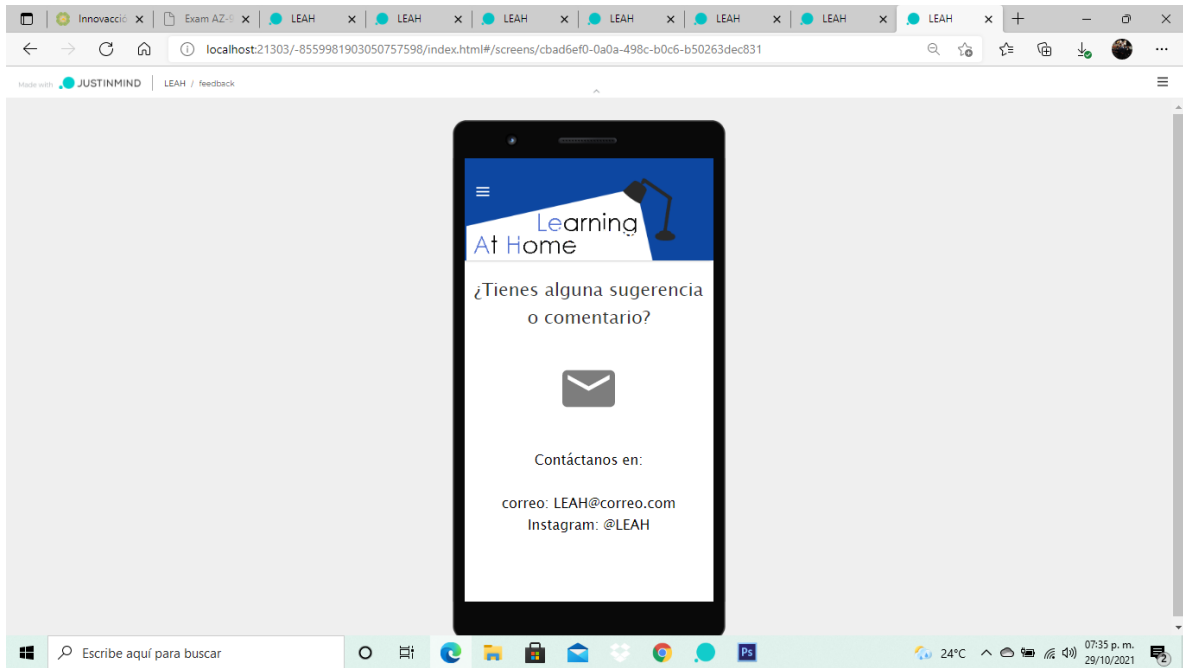 Innovacció
Exam AZ-9
LEAH
LEAH
LEAH
LEAH
LEAH
LEAH
LEAH
localhost:21303/-8559981903050757598/index.html#/screens/cbad6ef0-0a0a-498c-b0c6-b50263dec831
Made with JUSTINMIND LEAH / feedback
Learning
At Home
¿Tienes alguna sugerencia
o comentario?
Contáctanos en:
correo: LEAH@correo.com
Instagram: @LEAH
Escribe aquí para buscar
Ps
24°C
07:35 p. m.
29/10/2021
2